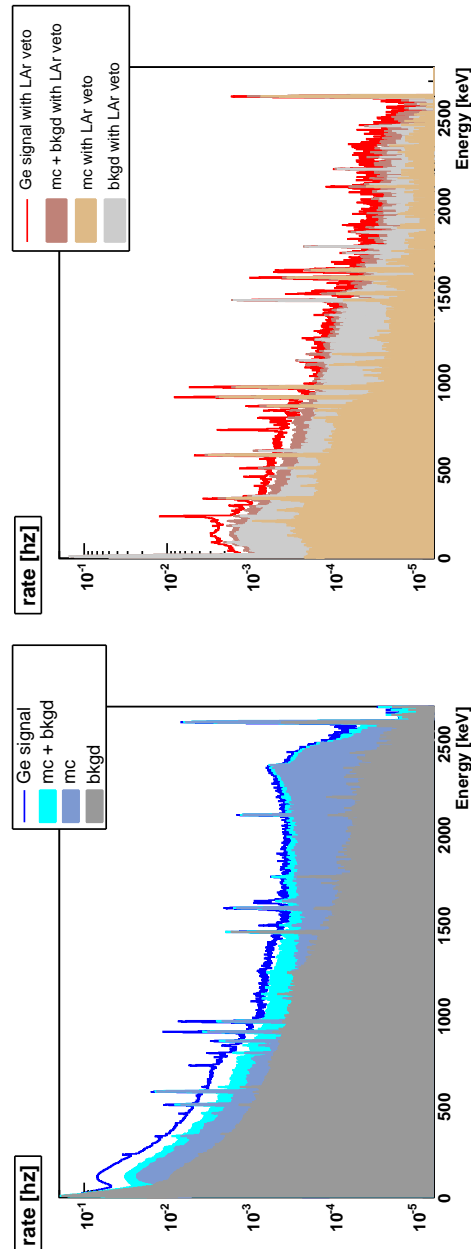 rate [hz]
Ge signal
mc + bkgd
mc
bkgd
10-1
10-2
10-3
10-4
10-5
0
500
1000
1500
2000
2500
Energy [keV]
rate [hz]
Ge signal with LAr veto
mc + bkgd with LAr veto
mc with LAr veto
bkgd with LAr veto
10-1
10-2
10-3
10-4
10-5
0
500
1000
1500
2000
2500
Energy [keV]